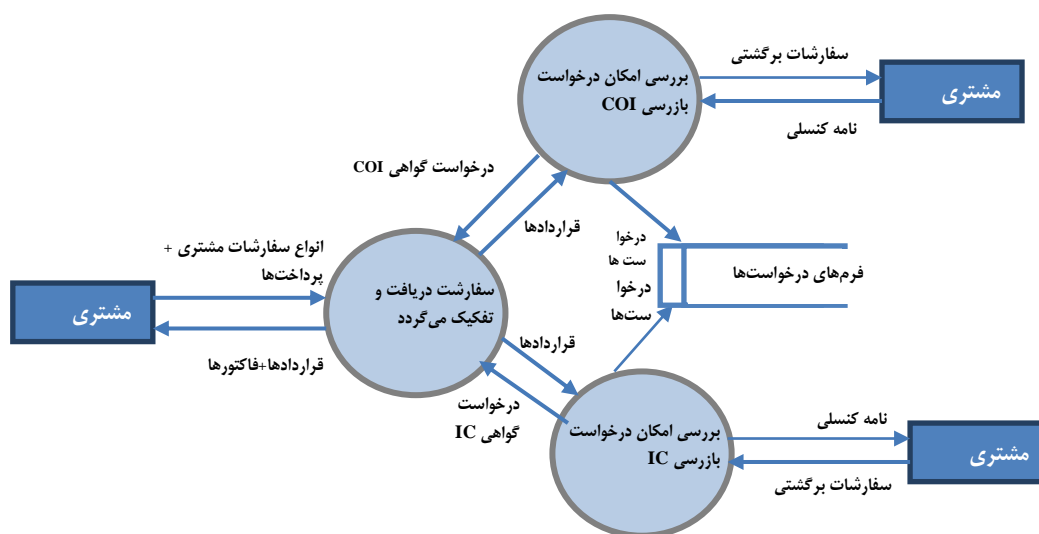 سفارشات برگشتی
بررسی امکان درخواست
بازرسی COI
مشتری
نامه کنسلی
درخواست گواهی COI
قراردادها
انواع سفارشات مشتری +
پرداخت‌ها
درخوا
ست ها
درخوا
ست‌ها
فرم‌های درخواست‌ها
مشتری
سفارشت دریافت و
تفکیک می‌گردد
قراردادها+فاکتورها
قراردادها
درخواست
گواهی IC
بررسی امکان درخواست
بازرسی IC
نامه کنسلی
مشتری
سفارشات برگشتی